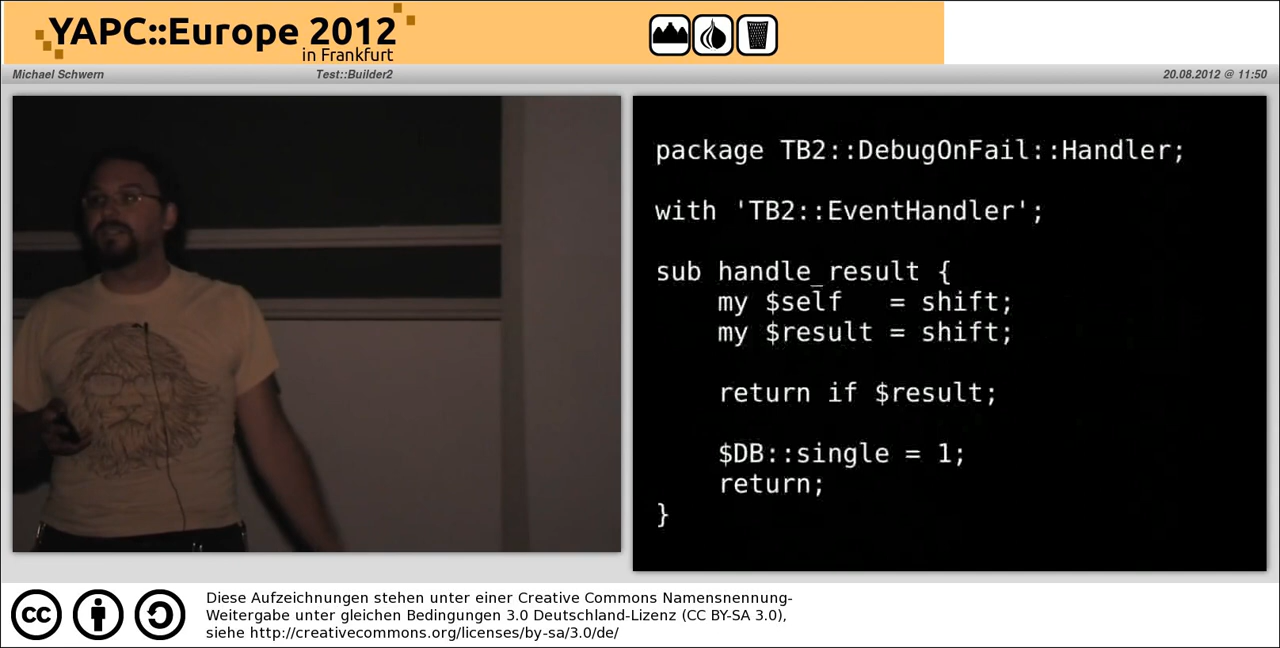 YAPC::Europe 2012
in Frankfurt
Michael Schwern Test::Builder2 20.08.2012 @ 11:50
package TB2::DebugOnFail::Handler;
with 'TB2::EventHandler';
sub handle_result {
my $self   = shift;
my $result = shift;
return if $result;
$DB::single = 1;
return;
}
cc
Diese Aufzeichnungen stehen unter einer Creative Commons Namensnennung-
Weitergabe unter gleichen Bedingungen 3.0 Deutschland-Lizenz (CC BY-SA 3.0),
siehe http://creativecommons.org/licenses/by-sa/3.0/de/